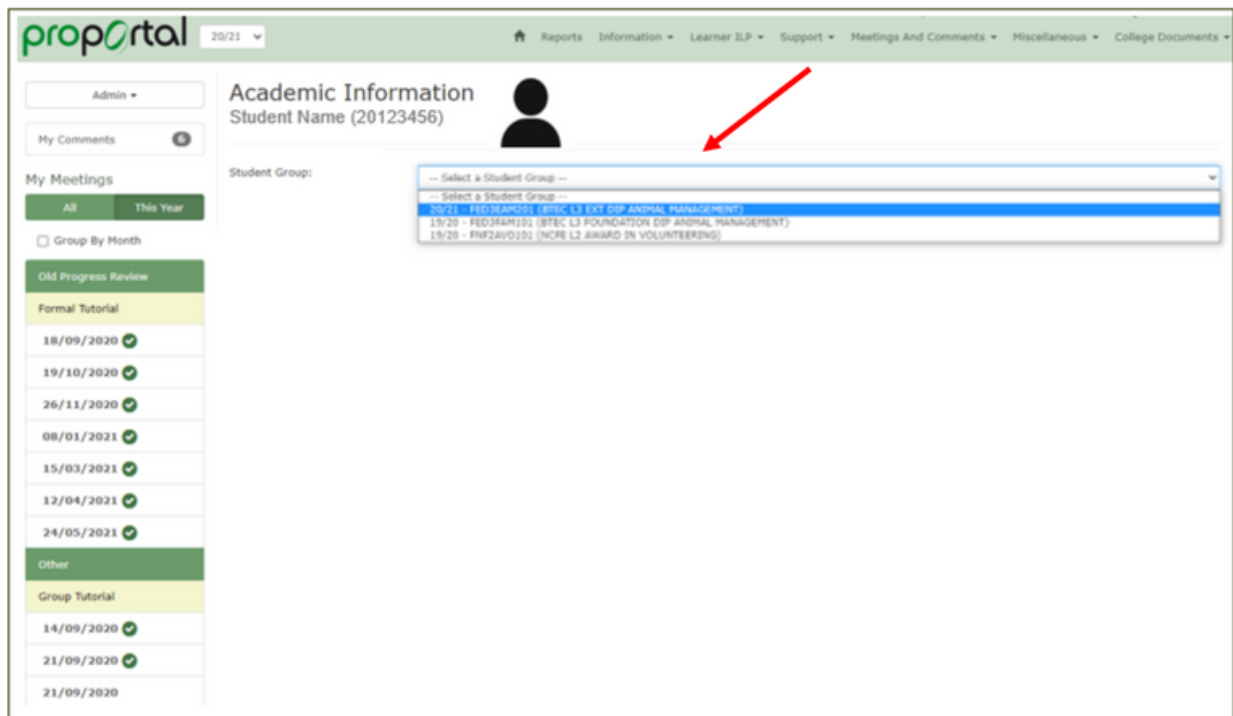 proportal
20/21
Reports Information Learner ILP Support Meetings And Comments Miscellaneous College Documents
Admin
My Comments 6
My Meetings
All This Year
Group By Month
Old Progress Review
Formal Tutorial
18/09/2020
19/10/2020
26/11/2020
08/01/2021
15/03/2021
12/04/2021
24/05/2021
Other
Group Tutorial
14/09/2020
21/09/2020
21/09/2020
Academic Information
Student Name (20123456)
Student Group:
-- Select a Student Group --
-- Select a Student Group --
20/21 - FED3EAM201 (BTEC L3 EXT DIP ANIMAL MANAGEMENT)
19/20 - FED3FAM101 (BTEC L3 FOUNDATION DIP ANIMAL MANAGEMENT)
19/20 - FNF2AVO101 (NCFE L2 AWARD IN VOLUNTEERING)